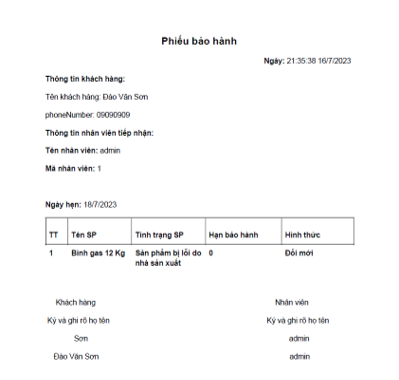 Phiếu bảo hành
Ngày: 21:35:38 16/7/2023
Thông tin khách hàng:
Tên khách hàng: Đào Văn Sơn
phoneNumber: 09090909
Thông tin nhân viên tiếp nhận:
Tên nhân viên: admin
Mã nhân viên: 1
Ngày hẹn: 18/7/2023
TT Tên SP Tình trạng SP Hạn bảo hành Hình thức
1 Bình gas 12 Kg Sản phẩm bị lỗi do 0 Đổi mới
nhà sản xuất
Khách hàng Nhân viên
Ký và ghi rõ họ tên Ký và ghi rõ họ tên
Sơn admin
Đào Văn Sơn admin